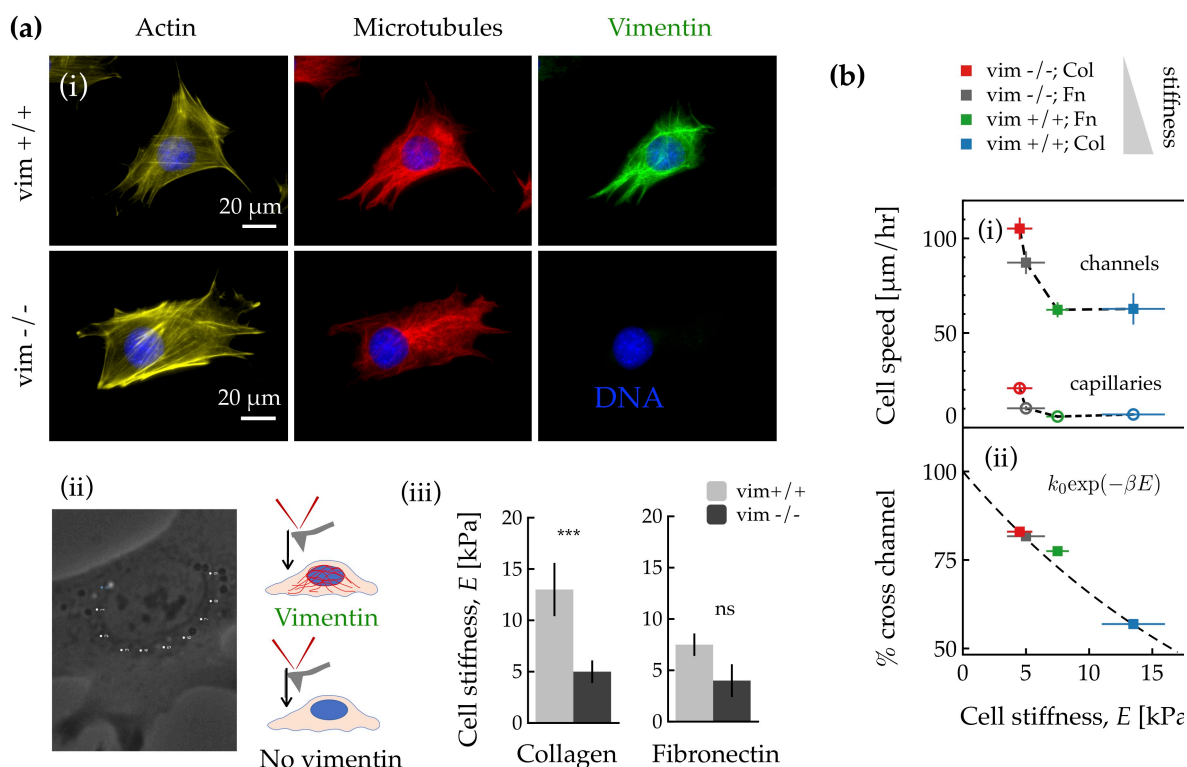 (a)
Actin
Microtubules
Vimentin
vim +/+
(i)
20 µm
vim -/-
20 µm
DNA
(ii)
Vimentin
No vimentin
(iii)
vim+/+
vim -/-
Cell stiffness, E [kPa]
20
15
10
5
0
***
Collagen
20
15
10
5
0
ns
Fibronectin
(b)
vim -/-; Col
vim -/-; Fn
vim +/+; Fn
vim +/+; Col
stiffness
Cell speed [µm/hr]
100
50
0
(i)
channels
capillaries
% cross channel
100
75
50
(ii)
k₀exp(−βE)
0
5
10
15
Cell stiffness, E [kPa